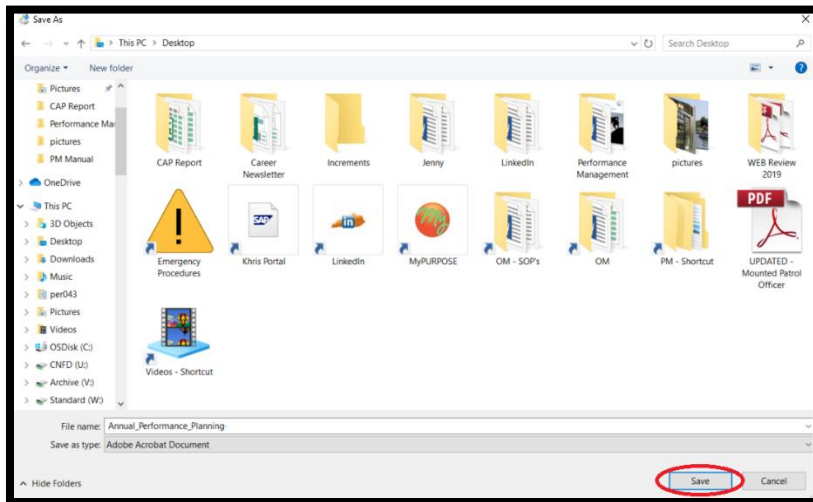 Save As
This PC > Desktop
Search Desktop
Organize
New folder
Pictures
CAP Report
Performance Ma
pictures
PM Manual
OneDrive
This PC
3D Objects
Desktop
Downloads
Music
per043
Pictures
Videos
OSDisk (C:)
CNFD (U:)
Archive (V:)
Standard (W:)
CAP Report
Career
Newsletter
Increments
Jenny
LinkedIn
Performance
Management
pictures
WEB Review
2019
SAP
in
My
PDF
Emergency
Procedures
Khris Portal
LinkedIn
MyPURPOSE
OM - SOP's
OM
PM - Shortcut
UPDATED -
Mounted Patrol
Officer
Videos - Shortcut
File name: Annual_Performance_Planning
Save as type: Adobe Acrobat Document
Hide Folders
Save
Cancel